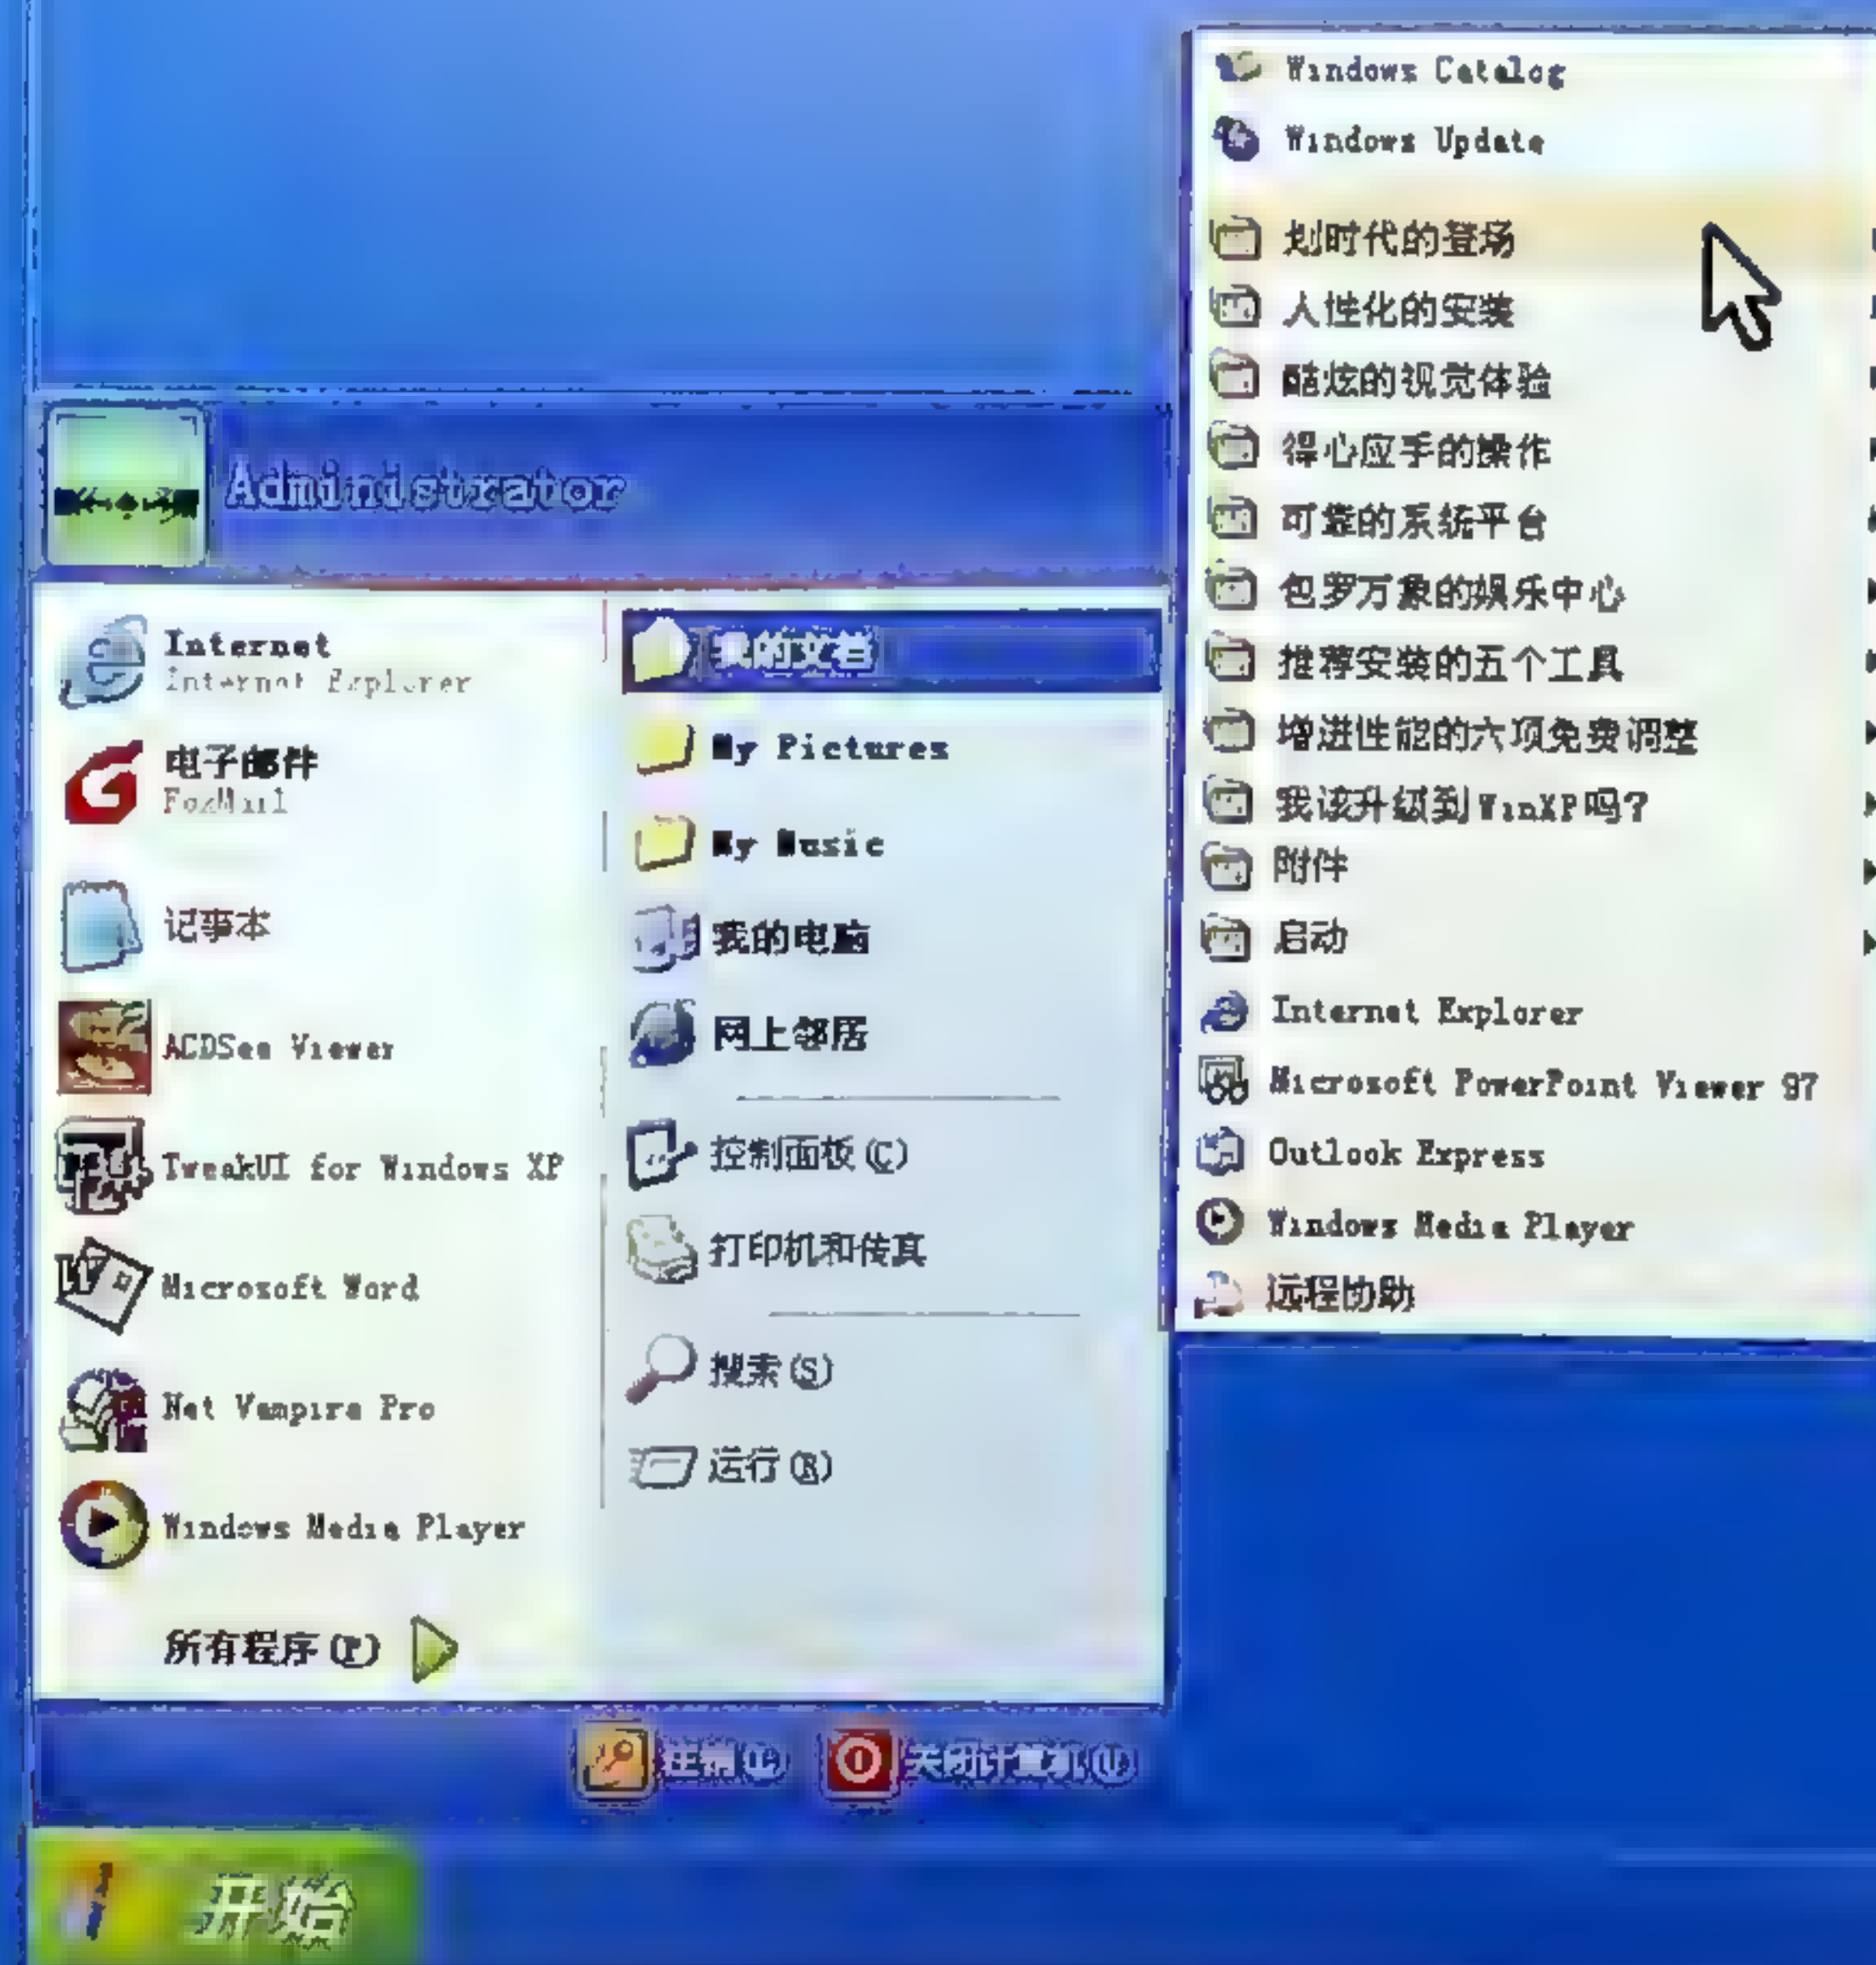 Administrator
Internet
Internet Explorer
电子邮件
FoxMail
记事本
ACDSee Viewer
TweakUI for Windows XP
Microsoft Word
Net Vampire Pro
Windows Media Player
所有程序(P)
我的文档
My Pictures
My Music
我的电脑
网上邻居
控制面板(C)
打印机和传真
搜索(S)
运行(R)
注销(L)
关闭计算机(U)
开始
Windows Catalog
Windows Update
划时代的登场
人性化的安装
酷炫的视觉体验
得心应手的操作
可靠的系统平台
包罗万象的娱乐中心
推荐安装的五个工具
增进性能的六项免费调整
我该升级到WinXP吗?
附件
启动
Internet Explorer
Microsoft PowerPoint Viewer 97
Outlook Express
Windows Media Player
远程协助